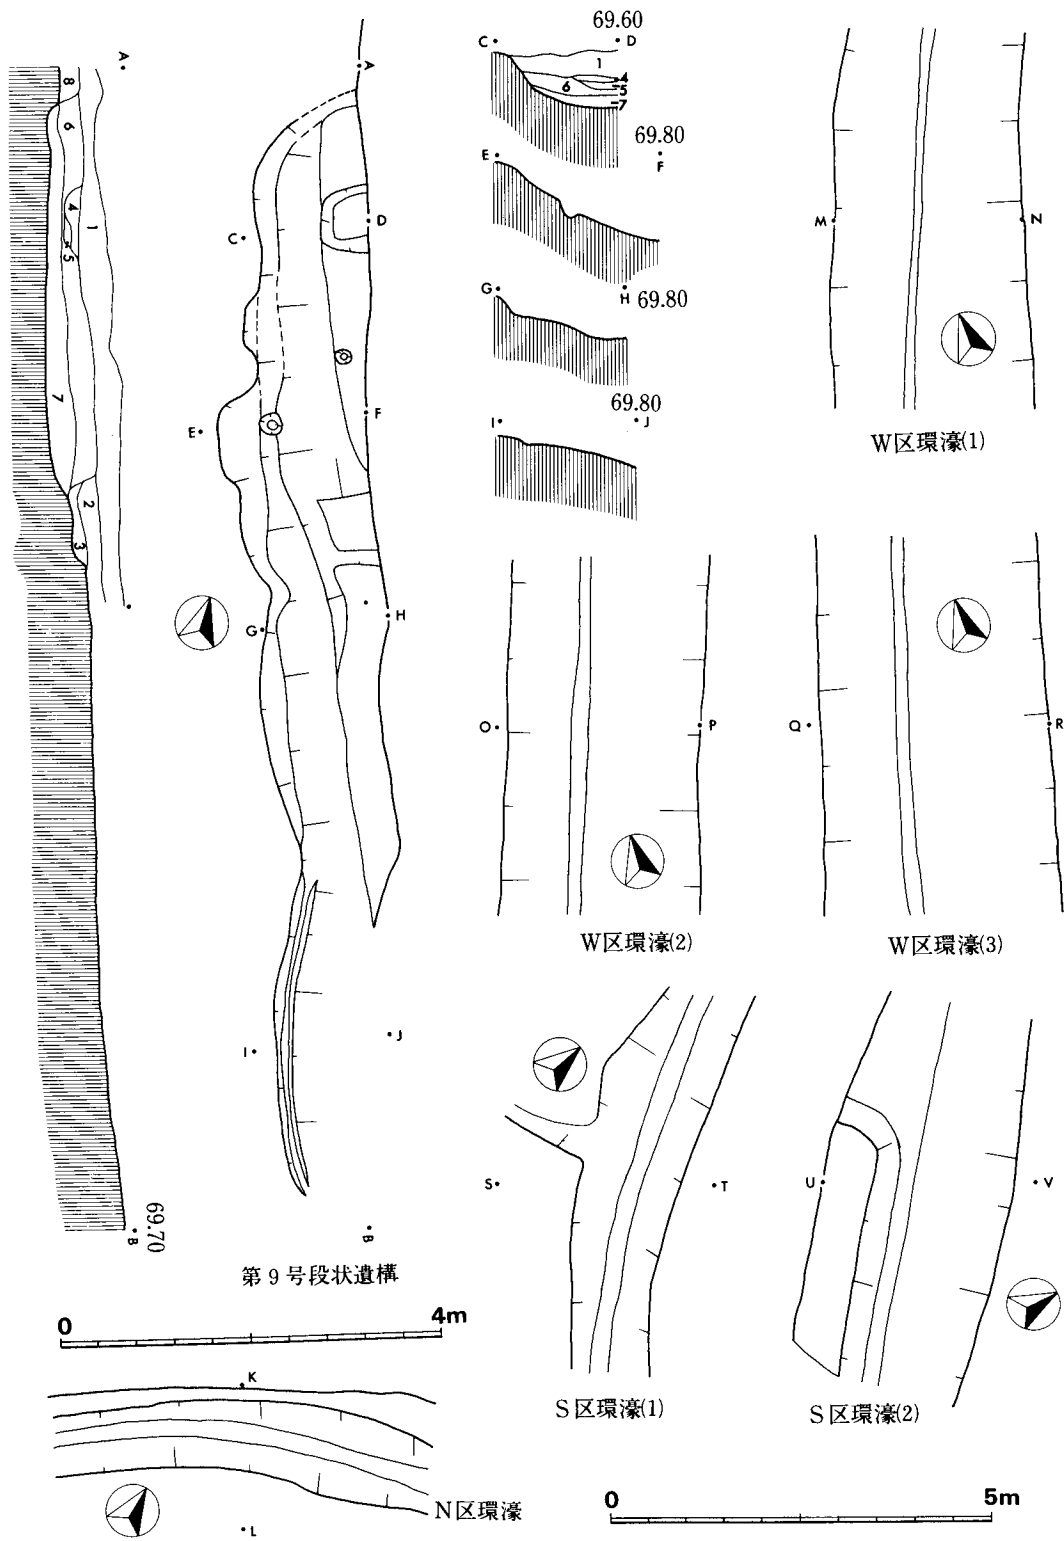 A
8
6
4
1
5
7
2
3
B
69.70
A
D
C
F
E
H
G
J
I
B
第9号段状遺構
0 4m
69.60
C D
1
4
6 5
7
69.80
E F
G H 69.80
69.80
I J
M N
W区環濠(1)
O P
W区環濠(2)
Q R
W区環濠(3)
S T
S区環濠(1)
U V
S区環濠(2)
K
L
N区環濠
0 5m